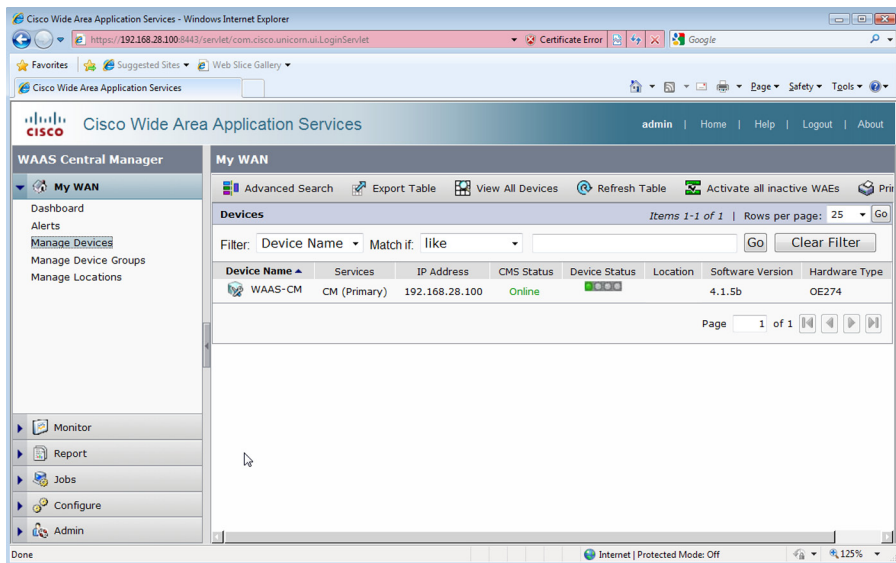 Cisco Wide Area Application Services - Windows Internet Explorer
https://192.168.28.100:8443/servlet/com.cisco.unicorn.ui.LoginServlet
Certificate Error
Google
Favorites
Suggested Sites
Web Slice Gallery
Cisco Wide Area Application Services
Page
Safety
Tools
CISCO
Cisco Wide Area Application Services
admin | Home | Help | Logout | About
WAAS Central Manager
My WAN
My WAN
Advanced Search
Export Table
View All Devices
Refresh Table
Activate all inactive WAEs
Pri
Dashboard
Alerts
Manage Devices
Manage Device Groups
Manage Locations
Devices
Items 1-1 of 1 | Rows per page: 25 Go
Filter: Device Name Match if: like Go Clear Filter
Device Name Services IP Address CMS Status Device Status Location Software Version Hardware Type
WAAS-CM CM (Primary) 192.168.28.100 Online 4.1.5b OE274
Page 1 of 1
Monitor
Report
Jobs
Configure
Admin
Done
Internet | Protected Mode: Off
125%